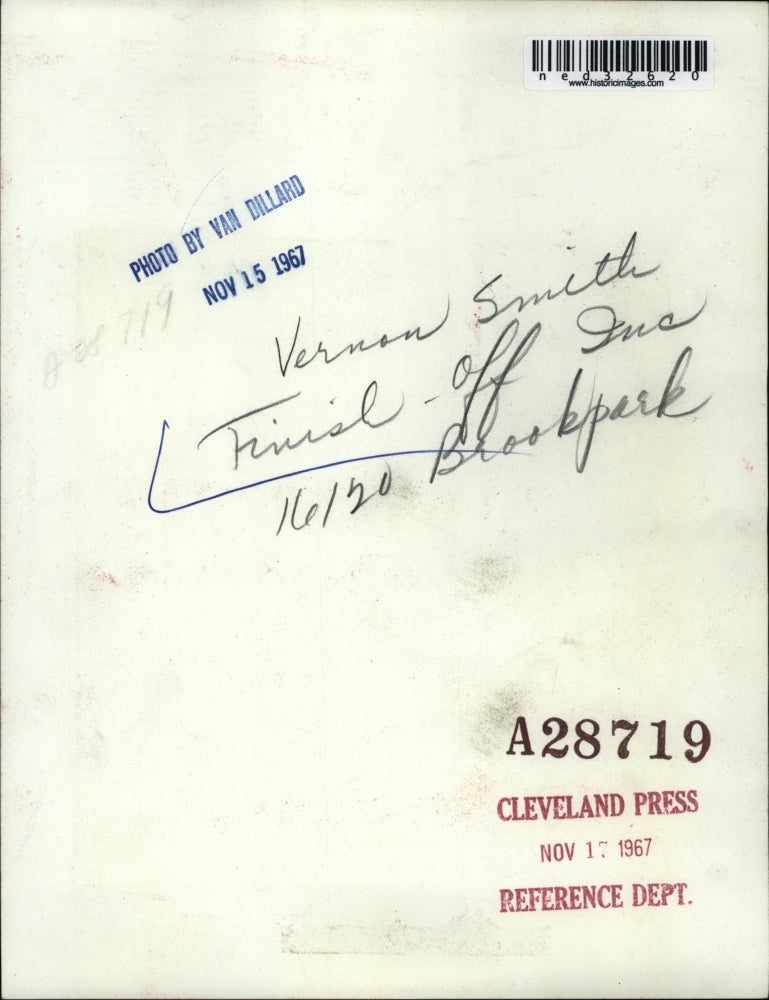 ned32620
www.historicimages.com
PHOTO BY VAN DILLARD
NOV 15 1967
A28719
Vernon Smith
Finish-Off Inc
16120 Brookpark
A28719
CLEVELAND PRESS
NOV 17 1967
REFERENCE DEPT.